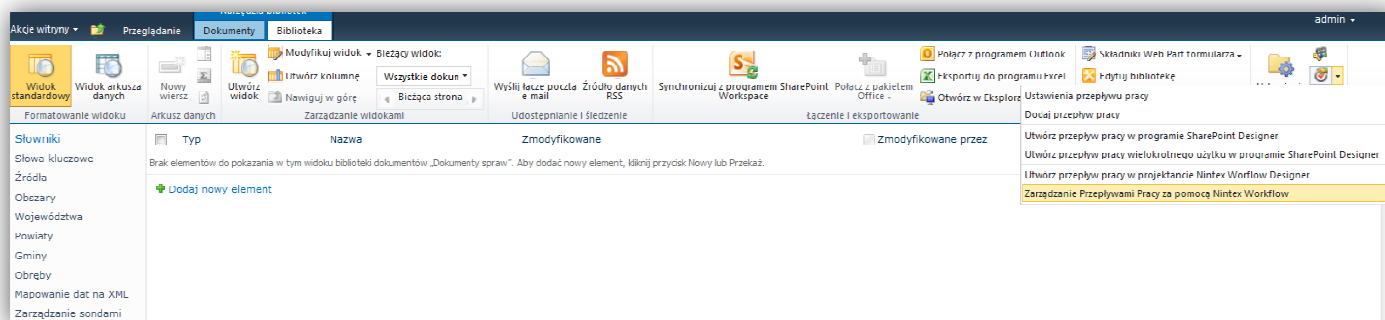 Narzędzia bibliotek
admin
Akcje witryny
Przeglądanie
Dokumenty
Biblioteka
Widok standardowy
Widok arkusza danych
Nowy wiersz
Utwórz widok
Modyfikuj widok
Utwórz kolumnę
Nawiguj w górę
Bieżący widok:
Wszystkie dokun
Bieżąca strona
Wyślij łącze pocztą e-mail
Źródło danych RSS
Synchronizuj z programem SharePoint Workspace
Połącz z pakietem Office
Połącz z programem Outlook
Eksportuj do programu Excel
Otwórz w Eksplora
Składniki Web Part formularza
Edytuj bibliotekę
Formatowanie widoku
Arkusz danych
Zarządzanie widokami
Udostępnianie i śledzenie
Łączenie i eksportowanie
Ustawienia przepływu pracy
Dodaj przepływ pracy
Utwórz przepływ pracy w programie SharePoint Designer
Utwórz przepływ pracy wielokrotnego użytku w programie SharePoint Designer
Utwórz przepływ pracy w projektancie Nintex Worflow Designer
Zarządzanie Przepływami Pracy za pomocą Nintex Workflow
Słowniki
Słowa kluczowe
Źródła
Obszary
Województwa
Powiaty
Gminy
Obręby
Mapowanie dat na XML
Zarządzanie sondami
Typ
Nazwa
Zmodyfikowane
Zmodyfikowane przez
Brak elementów do pokazania w tym widoku biblioteki dokumentów „Dokumenty spraw”. Aby dodać nowy element, kliknij przycisk Nowy lub Przekaż.
Dodaj nowy element